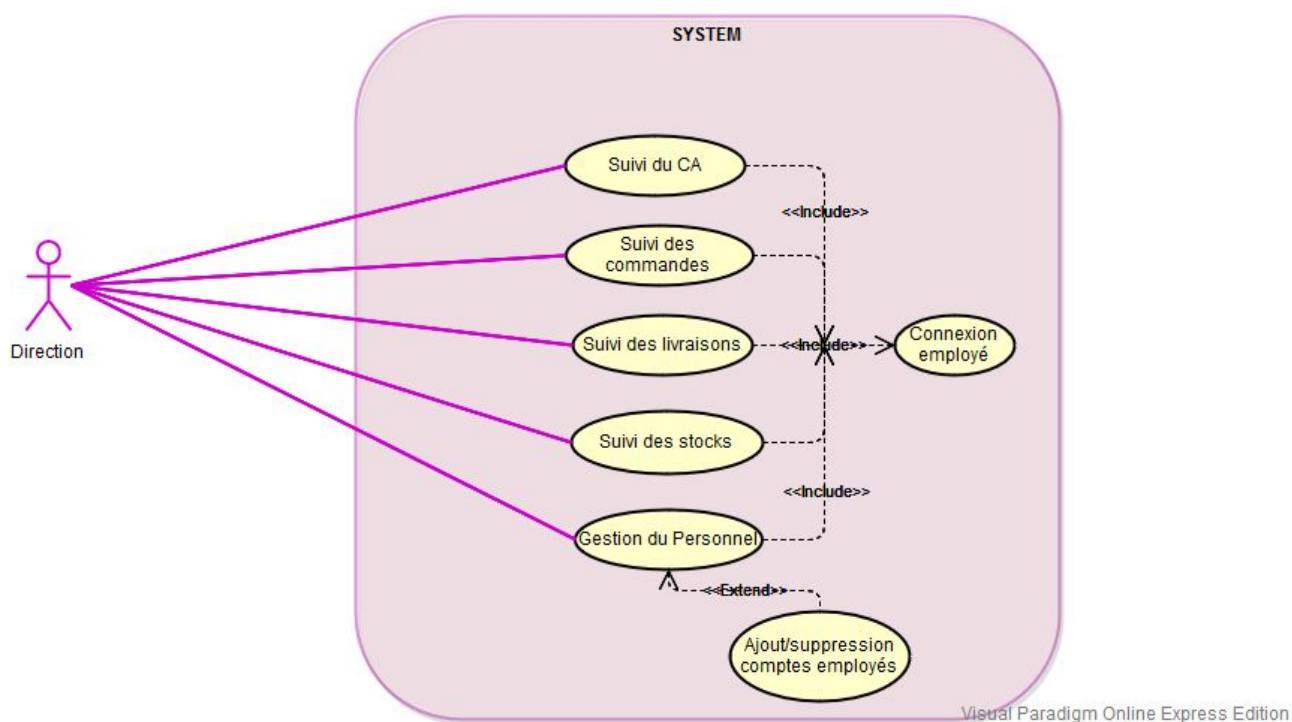 SYSTEM
Suivi du CA
<<Include>>
Suivi des
commandes
Direction
Suivi des livraisons
<<Include>>
Connexion
employé
Suivi des stocks
<<Include>>
Gestion du Personnel
<<Extend>>
Ajout/suppression
comptes employés
Visual Paradigm Online Express Edition